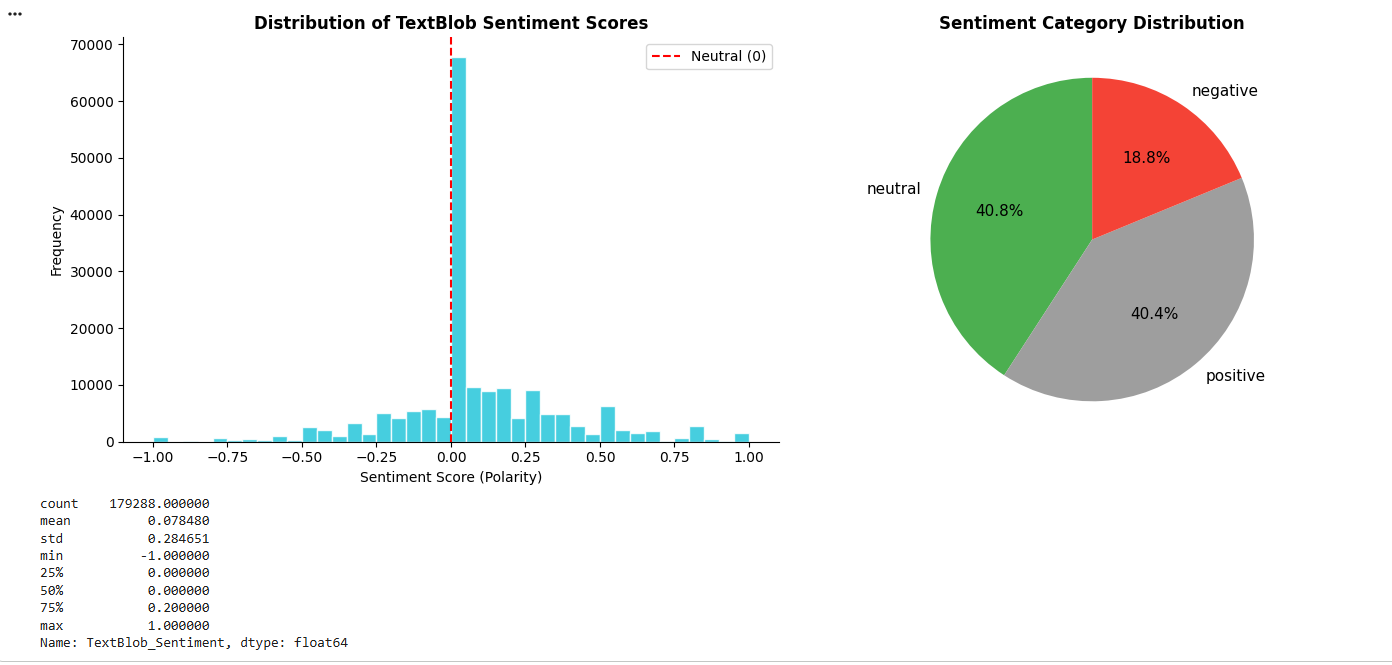 •••
Distribution of TextBlob Sentiment Scores
Neutral (0)
Frequency
70000
60000
50000
40000
30000
20000
10000
0
−1.00 −0.75 −0.50 −0.25 0.00 0.25 0.50 0.75 1.00
Sentiment Score (Polarity)
Sentiment Category Distribution
negative
18.8%
neutral
40.8%
40.4%
positive
count 179288.000000
mean 0.078480
std 0.284651
min -1.000000
25% 0.000000
50% 0.000000
75% 0.200000
max 1.000000
Name: TextBlob_Sentiment, dtype: float64